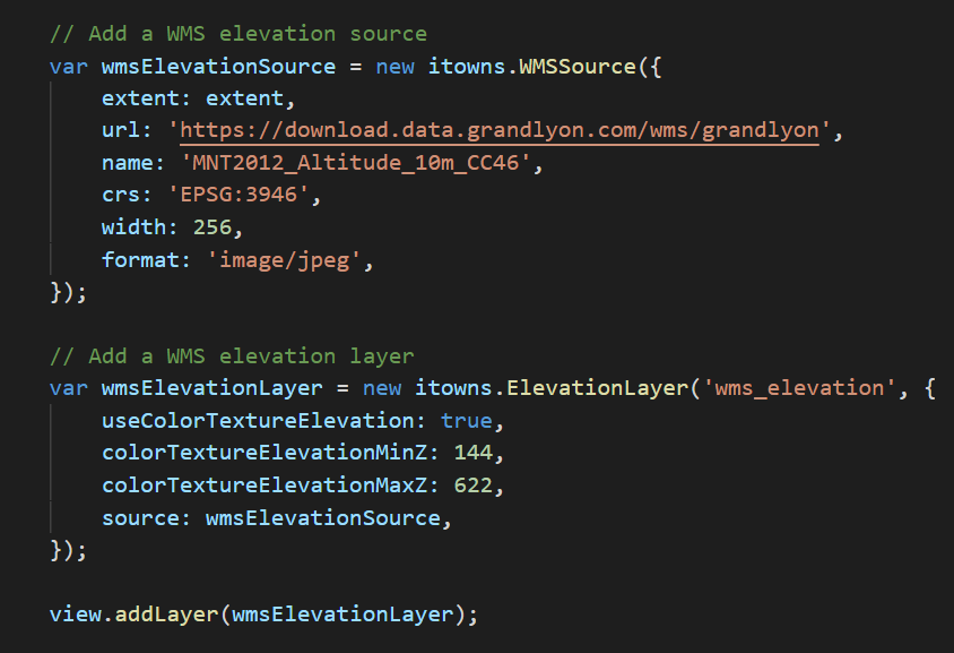 // Add a WMS elevation source
var wmsElevationSource = new itowns.WMSSource({
    extent: extent,
    url: 'https://download.data.grandlyon.com/wms/grandlyon',
    name: 'MNT2012_Altitude_10m_CC46',
    crs: 'EPSG:3946',
    width: 256,
    format: 'image/jpeg',
});

// Add a WMS elevation layer
var wmsElevationLayer = new itowns.ElevationLayer('wms_elevation', {
    useColorTextureElevation: true,
    colorTextureElevationMinZ: 144,
    colorTextureElevationMaxZ: 622,
    source: wmsElevationSource,
});

view.addLayer(wmsElevationLayer);